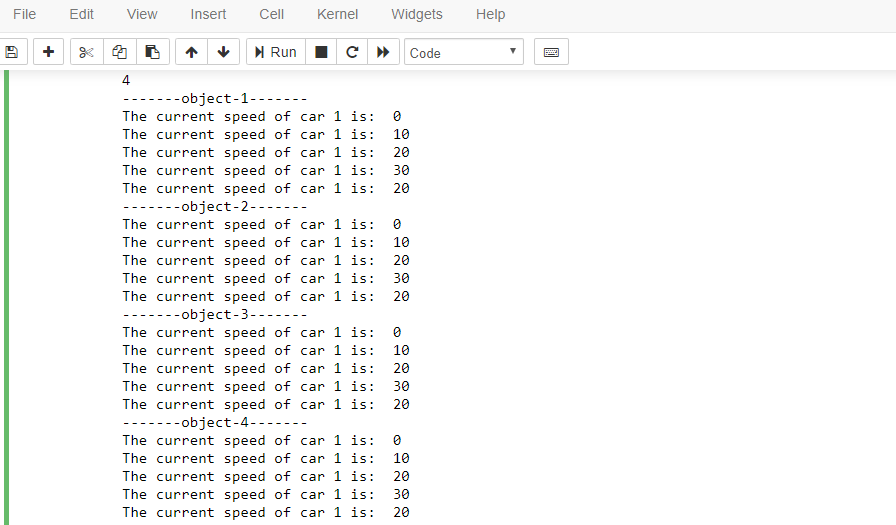 File Edit View Insert Cell Kernel Widgets Help
Run Code
4
-------object-1-------
The current speed of car 1 is:  0
The current speed of car 1 is:  10
The current speed of car 1 is:  20
The current speed of car 1 is:  30
The current speed of car 1 is:  20
-------object-2-------
The current speed of car 1 is:  0
The current speed of car 1 is:  10
The current speed of car 1 is:  20
The current speed of car 1 is:  30
The current speed of car 1 is:  20
-------object-3-------
The current speed of car 1 is:  0
The current speed of car 1 is:  10
The current speed of car 1 is:  20
The current speed of car 1 is:  30
The current speed of car 1 is:  20
-------object-4-------
The current speed of car 1 is:  0
The current speed of car 1 is:  10
The current speed of car 1 is:  20
The current speed of car 1 is:  30
The current speed of car 1 is:  20